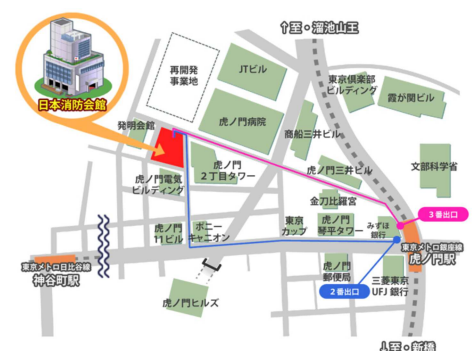 ↑至・溜池山王
日本消防会館
再開発
事業地
JTビル
東京倶楽部
ビルディング
霞が関ビル
発明会館
虎ノ門病院
商船三井ビル
文部科学省
虎ノ門電気
ビルディング
虎ノ門
2丁目タワー
虎ノ門三井ビル
金刀比羅宮
3番出口
虎ノ門
11ビル
ポニー
キャニオン
東京
カップ
虎ノ門
琴平タワー
みずほ
銀行
東京メトロ銀座線
虎ノ門駅
東京メトロ日比谷線
神谷町駅
虎ノ門
郵便局
2番出口
三菱東京
UFJ 銀行
虎ノ門ヒルズ
↓至・新橋